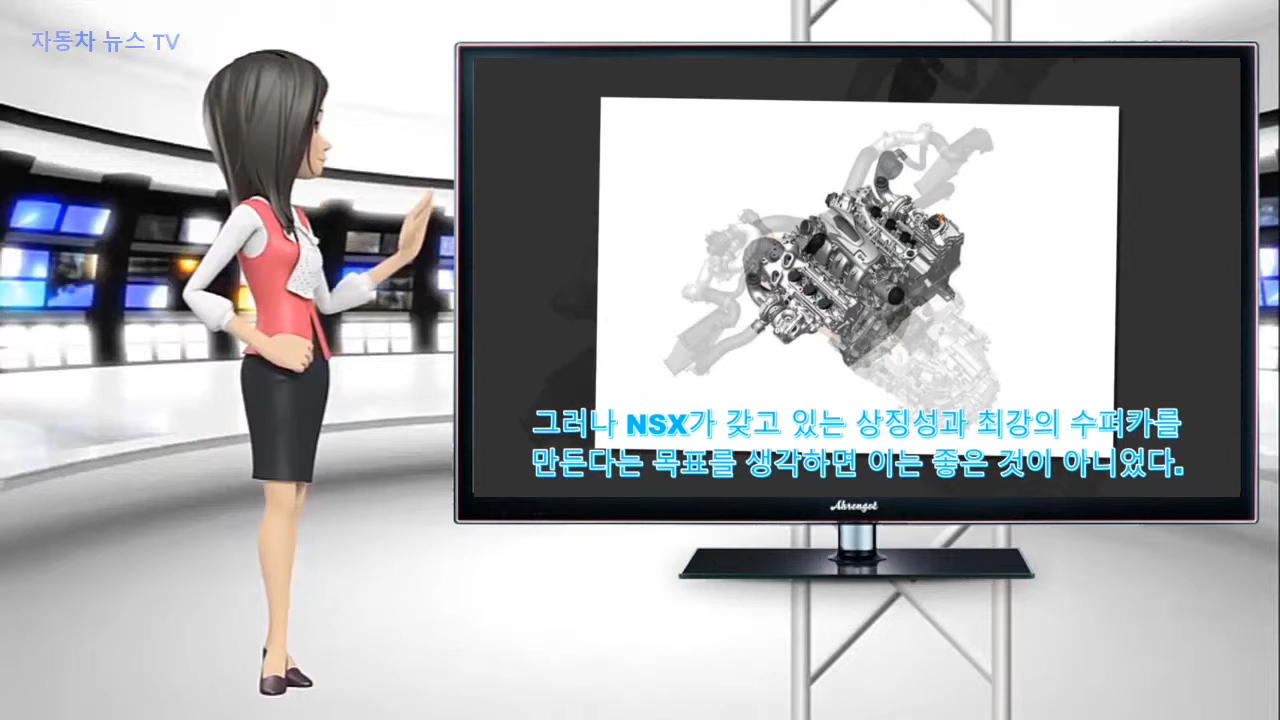 자동차 뉴스 TV
그러나 NSX가 갖고 있는 상징성과 최강의 수퍼카를
만든다는 목표를 생각하면 이는 좋은 것이 아니었다.
Ahrengot